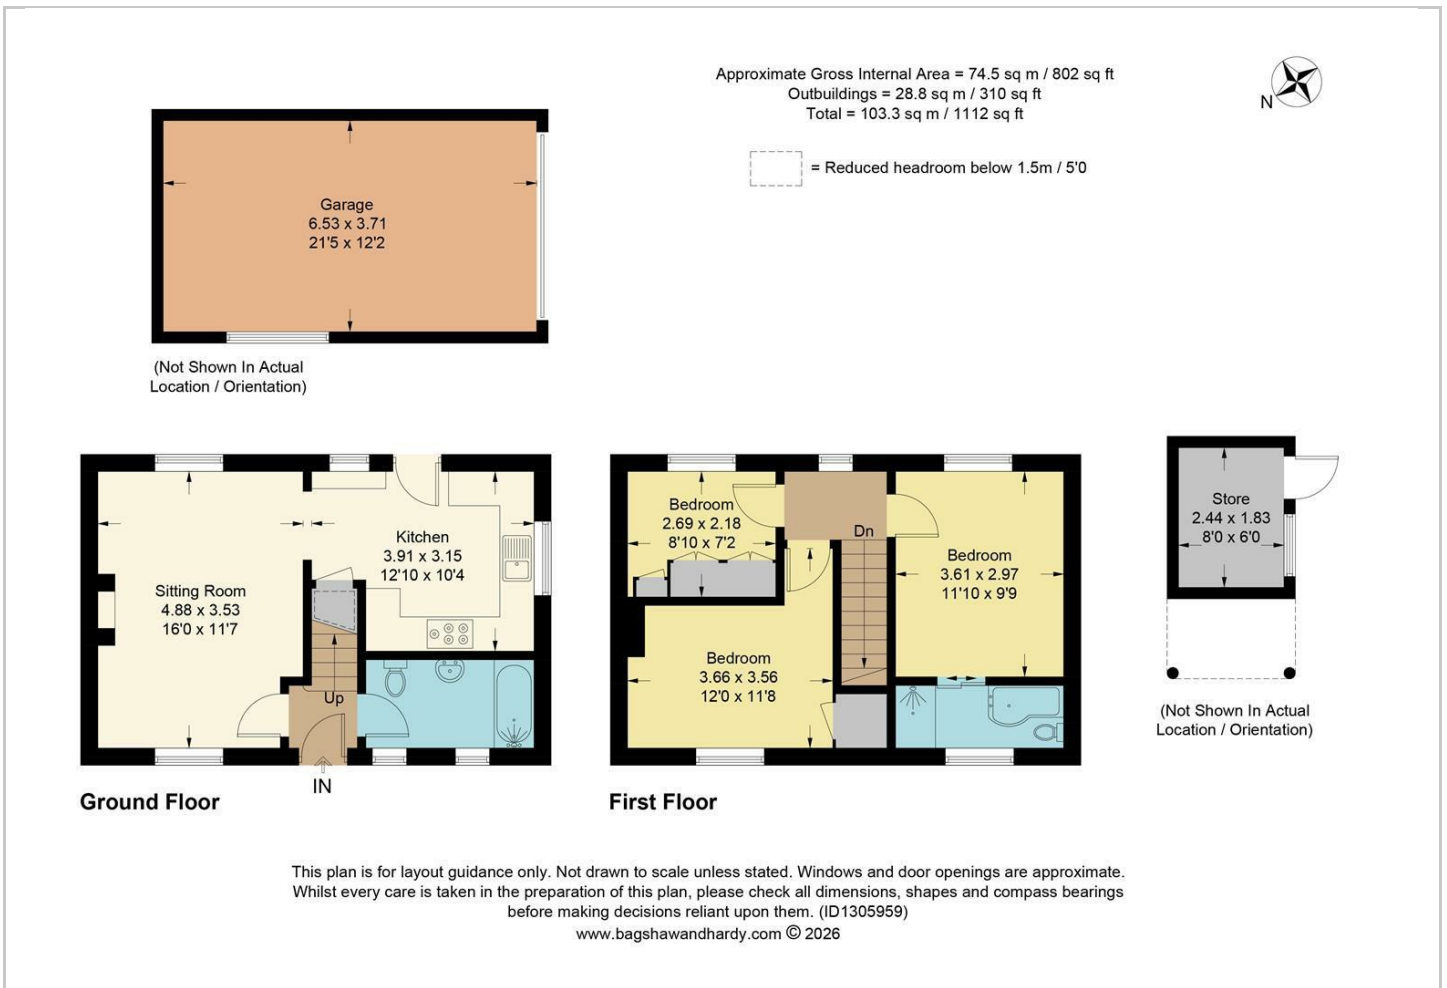 Approximate Gross Internal Area = 74.5 sq m / 802 sq ft
Outbuildings = 28.8 sq m / 310 sq ft
Total = 103.3 sq m / 1112 sq ft
N
= Reduced headroom below 1.5m / 5'0
Garage
6.53 x 3.71
21'5 x 12'2
(Not Shown In Actual
Location / Orientation)
Sitting Room
4.88 x 3.53
16'0 x 11'7
Kitchen
3.91 x 3.15
12'10 x 10'4
Up
IN
Ground Floor
Bedroom
2.69 x 2.18
8'10 x 7'2
Dn
Bedroom
3.61 x 2.97
11'10 x 9'9
Bedroom
3.66 x 3.56
12'0 x 11'8
First Floor
Store
2.44 x 1.83
8'0 x 6'0
(Not Shown In Actual
Location / Orientation)
This plan is for layout guidance only. Not drawn to scale unless stated. Windows and door openings are approximate.
Whilst every care is taken in the preparation of this plan, please check all dimensions, shapes and compass bearings
before making decisions reliant upon them. (ID1305959)
www.bagshawandhardy.com © 2026